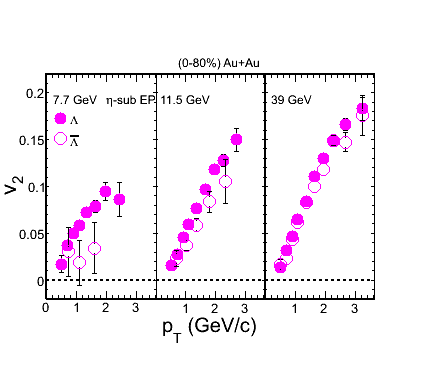 (0-80%) Au+Au
7.7 GeV η-sub EP 11.5 GeV 39 GeV
Λ
Λ̅
v2
0.2
0.15
0.1
0.05
0
0 1 2 3 1 2 3 1 2 3
pT (GeV/c)